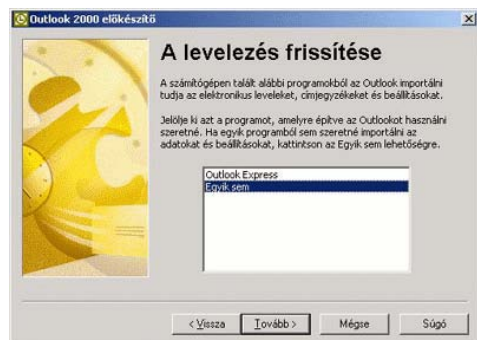 Outlook 2000 előkészítő
A levelezés frissítése
A számítógépen talált alábbi programokból az Outlook importálni
tudja az elektronikus leveleket, címjegyzékeket és beállításokat.
Jelölje ki azt a programot, amelyre építve az Outlookot használni
szeretné. Ha egyik programból sem szeretné importálni az
adatokat és beállításokat, kattintson az Egyik sem lehetőségre.
Outlook Express
Egyik sem
< Vissza Tovább > Mégse Súgó